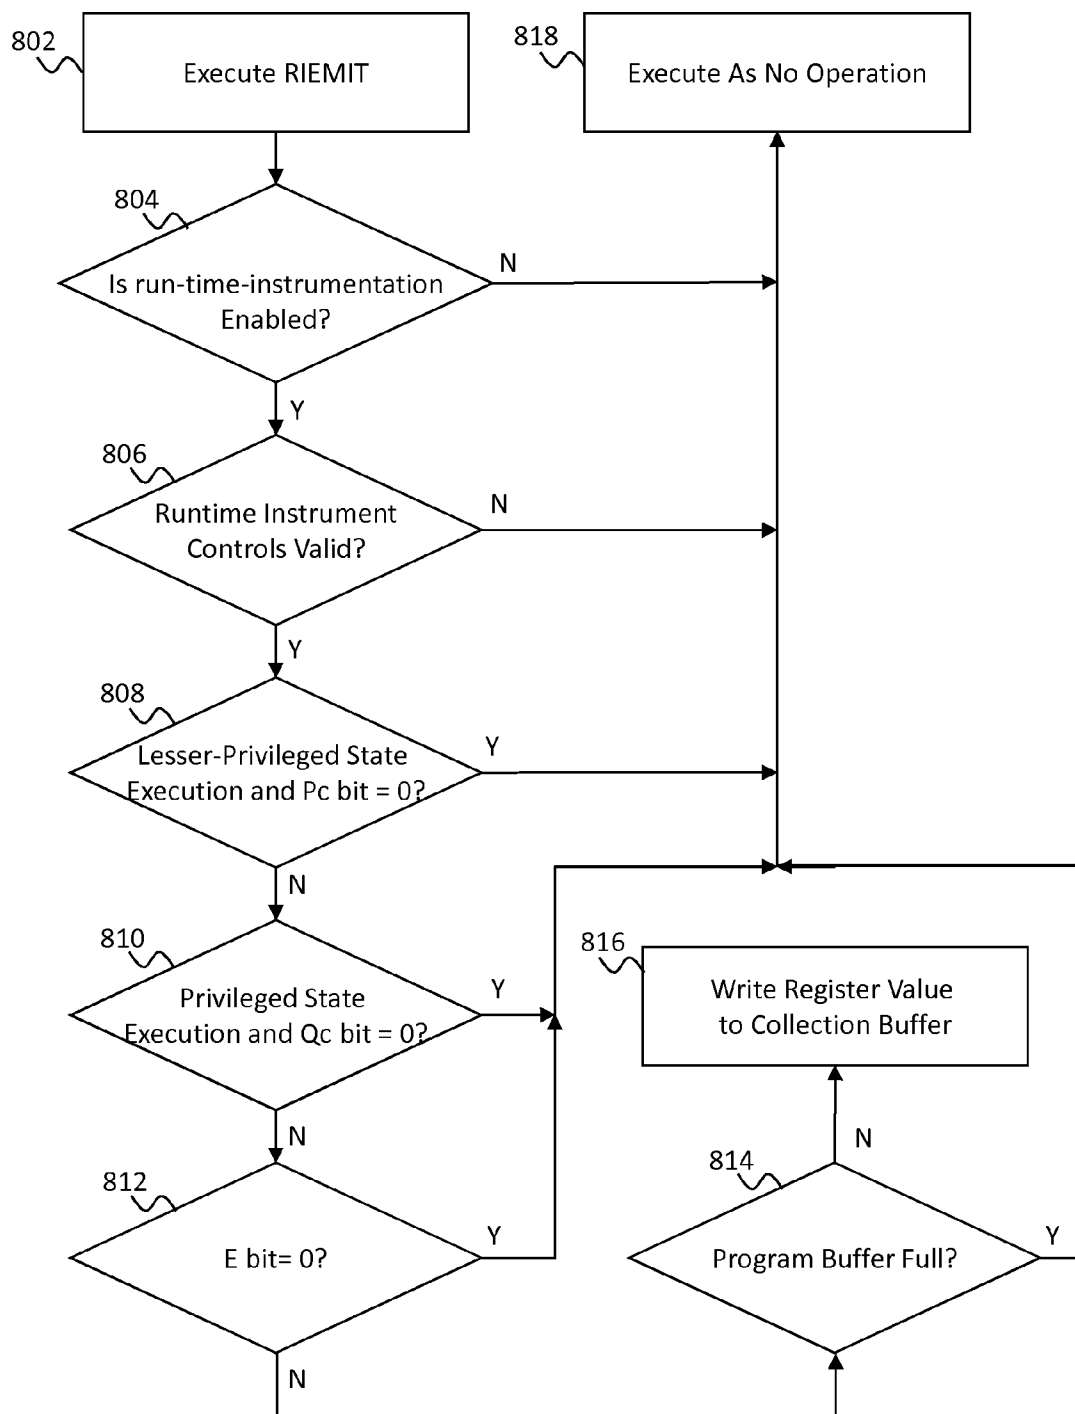 802
Execute RIEMIT
818
Execute As No Operation
804
Is run-time-instrumentation
Enabled?
N
Y
806
Runtime Instrument
Controls Valid?
N
Y
808
Lesser-Privileged State
Execution and Pc bit = 0?
Y
N
810
Privileged State
Execution and Qc bit = 0?
Y
N
816
Write Register Value
to Collection Buffer
N
812
E bit= 0?
Y
N
814
Program Buffer Full?
Y